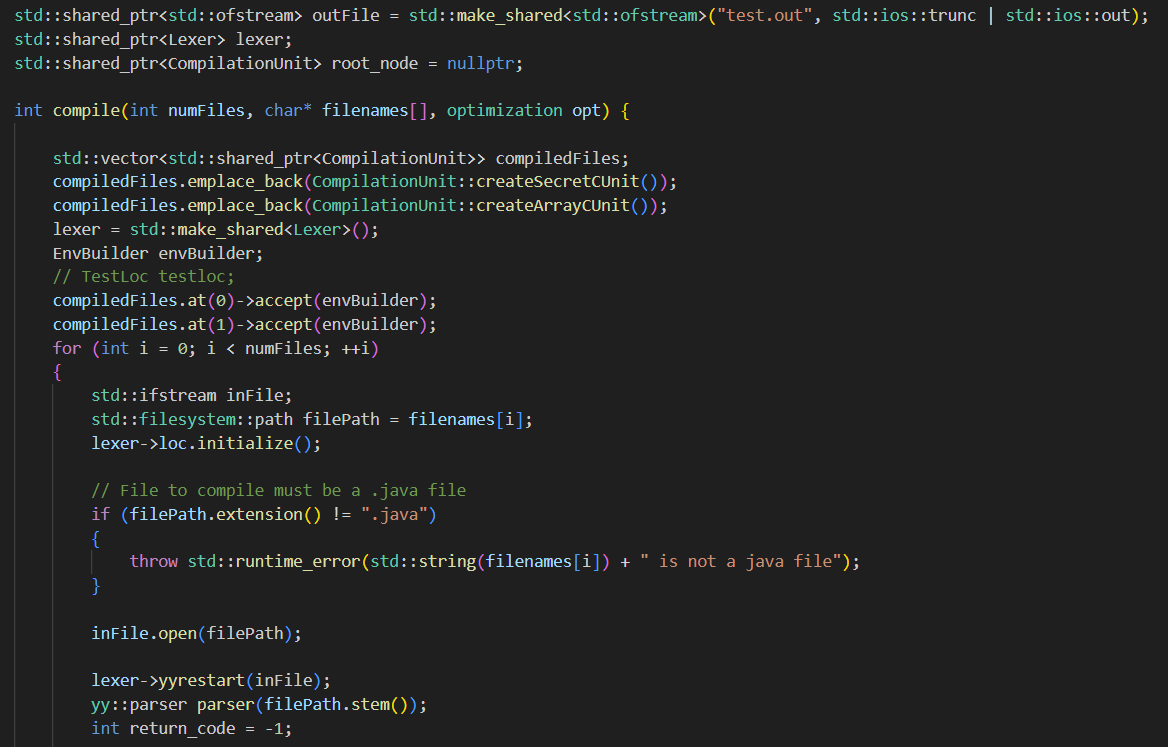 std::shared_ptr<std::ofstream> outFile = std::make_shared<std::ofstream>("test.out", std::ios::trunc | std::ios::out);
std::shared_ptr<Lexer> lexer;
std::shared_ptr<CompilationUnit> root_node = nullptr;

int compile(int numFiles, char* filenames[], optimization opt) {

    std::vector<std::shared_ptr<CompilationUnit>> compiledFiles;
    compiledFiles.emplace_back(CompilationUnit::createSecretCUnit());
    compiledFiles.emplace_back(CompilationUnit::createArrayCUnit());
    lexer = std::make_shared<Lexer>();
    EnvBuilder envBuilder;
    // TestLoc testloc;
    compiledFiles.at(0)->accept(envBuilder);
    compiledFiles.at(1)->accept(envBuilder);
    for (int i = 0; i < numFiles; ++i)
    {
        std::ifstream inFile;
        std::filesystem::path filePath = filenames[i];
        lexer->loc.initialize();

        // File to compile must be a .java file
        if (filePath.extension() != ".java")
        {
            throw std::runtime_error(std::string(filenames[i]) + " is not a java file");
        }

        inFile.open(filePath);

        lexer->yyrestart(inFile);
        yy::parser parser(filePath.stem());
        int return_code = -1;